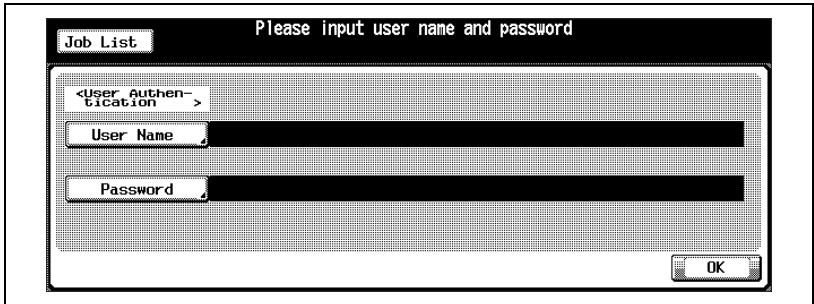 Please input user name and password
Job List
<User Authen-
tication >
User Name
Password
OK